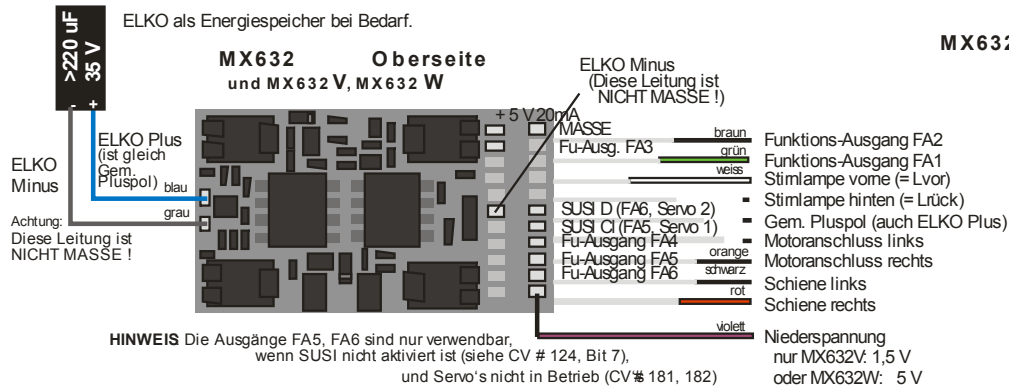 ELKO als Energiespeicher bei Bedarf.
>220 uF
35 V
- +
MX632 Oberseite
und MX632 V, MX632 W
MX632
ELKO Minus
(Diese Leitung ist
NICHT MASSE !)
ELKO Plus
(ist gleich
Gem.
Pluspol)
blau
grau
ELKO
Minus
Achtung:
Diese Leitung ist
NICHT MASSE !
+ 5 V 20mA
MASSE
Fu-Ausg. FA3
SUSI D (FA6, Servo 2)
SUSI Cl (FA5, Servo 1)
Fu-Ausgang FA4
Fu-Ausgang FA5
Fu-Ausgang FA6
braun Funktions-Ausgang FA2
grün Funktions-Ausgang FA1
weiss Stirnlampe vorne (= Lvor)
Stirnlampe hinten (= Lrück)
Gem. Pluspol (auch ELKO Plus)
Motoranschluss links
orange Motoranschluss rechts
schwarz Schiene links
rot Schiene rechts
violett Niederspannung
nur MX632V: 1,5 V
oder MX632W: 5 V
HINWEIS Die Ausgänge FA5, FA6 sind nur verwendbar,
wenn SUSI nicht aktiviert ist (siehe CV # 124, Bit 7),
und Servo's nicht in Betrieb (CV's # 181, 182)